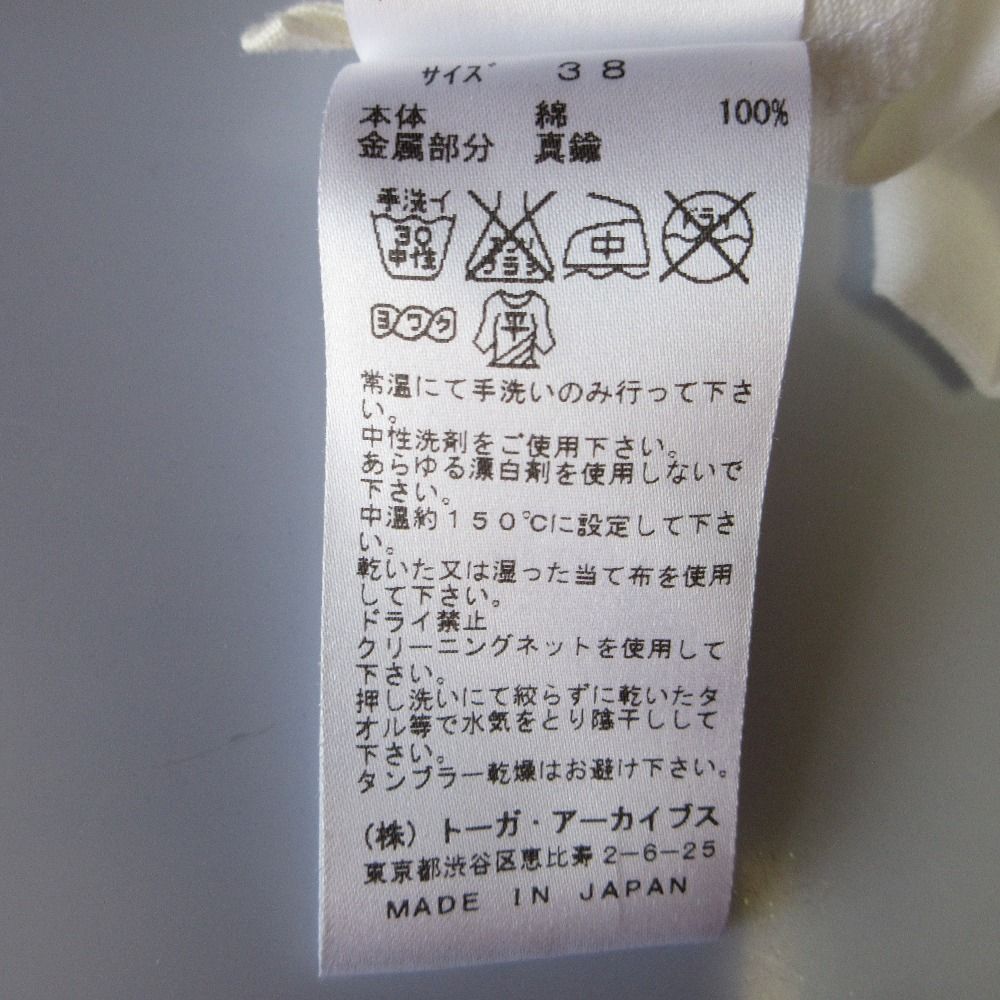 サイズ 38
本体 綿 100%
金属部分 真鍮
手洗イ
30
中性
エンソ
サラシ
中
ドライ
ヨワク
平
常温にて手洗いのみ行って下さ
い。
中性洗剤をご使用下さい。
あらゆる漂白剤を使用しないで
下さい。
中温約150℃に設定して下さ
い。
乾いた又は湿った当て布を使用
して下さい。
ドライ禁止
クリーニングネットを使用して
下さい。
押し洗いにて絞らずに乾いたタ
オル等で水気をとり陰干しして
下さい。
タンブラー乾燥はお避け下さい。
(株)トーガ・アーカイブス
東京都渋谷区恵比寿2-6-25
MADE IN JAPAN